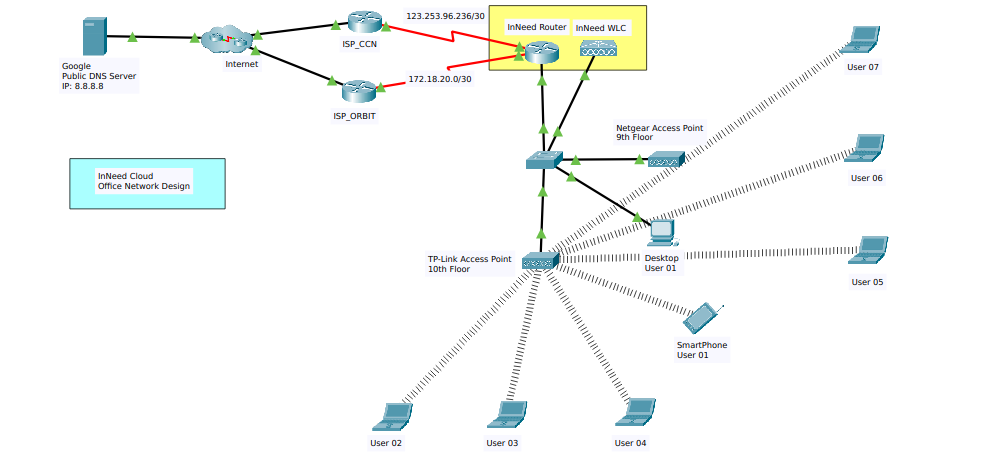 123.253.96.236/30
InNeed Router
InNeed WLC
ISP_CCN
Google
Public DNS Server
IP: 8.8.8.8
Internet
172.18.20.0/30
ISP_ORBIT
User 07
Netgear Access Point
9th Floor
InNeed Cloud
Office Network Design
User 06
TP-Link Access Point
10th Floor
Desktop
User 01
User 05
SmartPhone
User 01
User 02
User 03
User 04